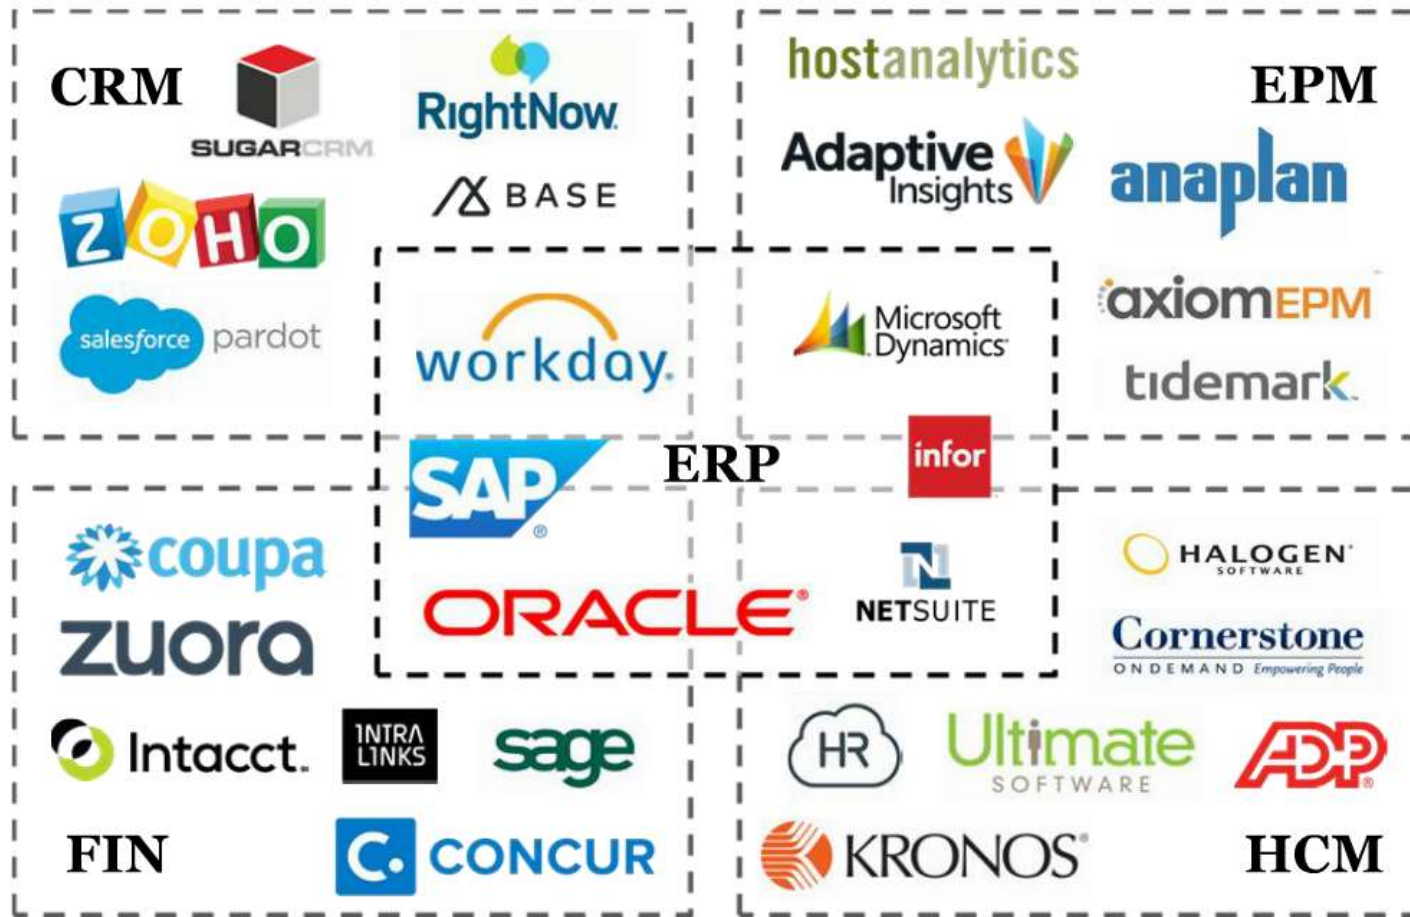 CRM
SUGARCRM
RightNow
BASE
ZOHO
salesforce pardot
hostanalytics
EPM
Adaptive
Insights
anaplan
axiomEPM
tidemark
workday
Microsoft
Dynamics
SAP
ERP
infor
ORACLE
NETSUITE
coupa
zuora
Intacct
INTRA
LINKS
sage
FIN
C.
CONCUR
HALOGEN
SOFTWARE
Cornerstone
ONDEMAND Empowering People
HR
Ultimate
SOFTWARE
ADP
KRONOS
HCM